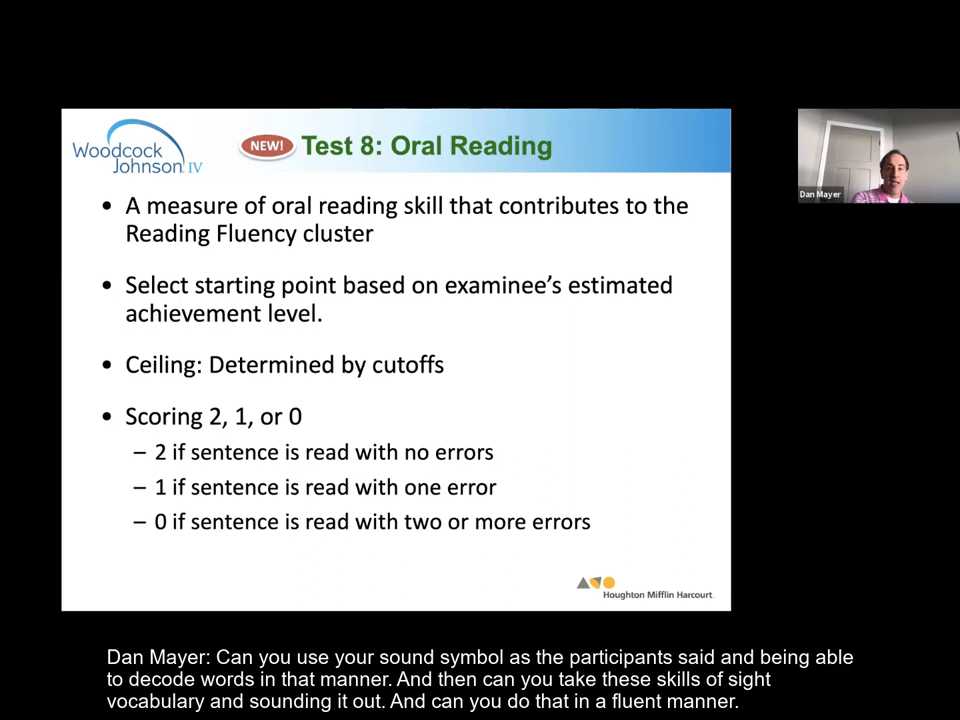 Woodcock
Johnson IV
NEW! Test 8: Oral Reading
• A measure of oral reading skill that contributes to the
Reading Fluency cluster
• Select starting point based on examinee’s estimated
achievement level.
• Ceiling: Determined by cutoffs
• Scoring 2, 1, or 0
– 2 if sentence is read with no errors
– 1 if sentence is read with one error
– 0 if sentence is read with two or more errors
Houghton Mifflin Harcourt.
Dan Mayer
Dan Mayer: Can you use your sound symbol as the participants said and being able
to decode words in that manner. And then can you take these skills of sight
vocabulary and sounding it out. And can you do that in a fluent manner.